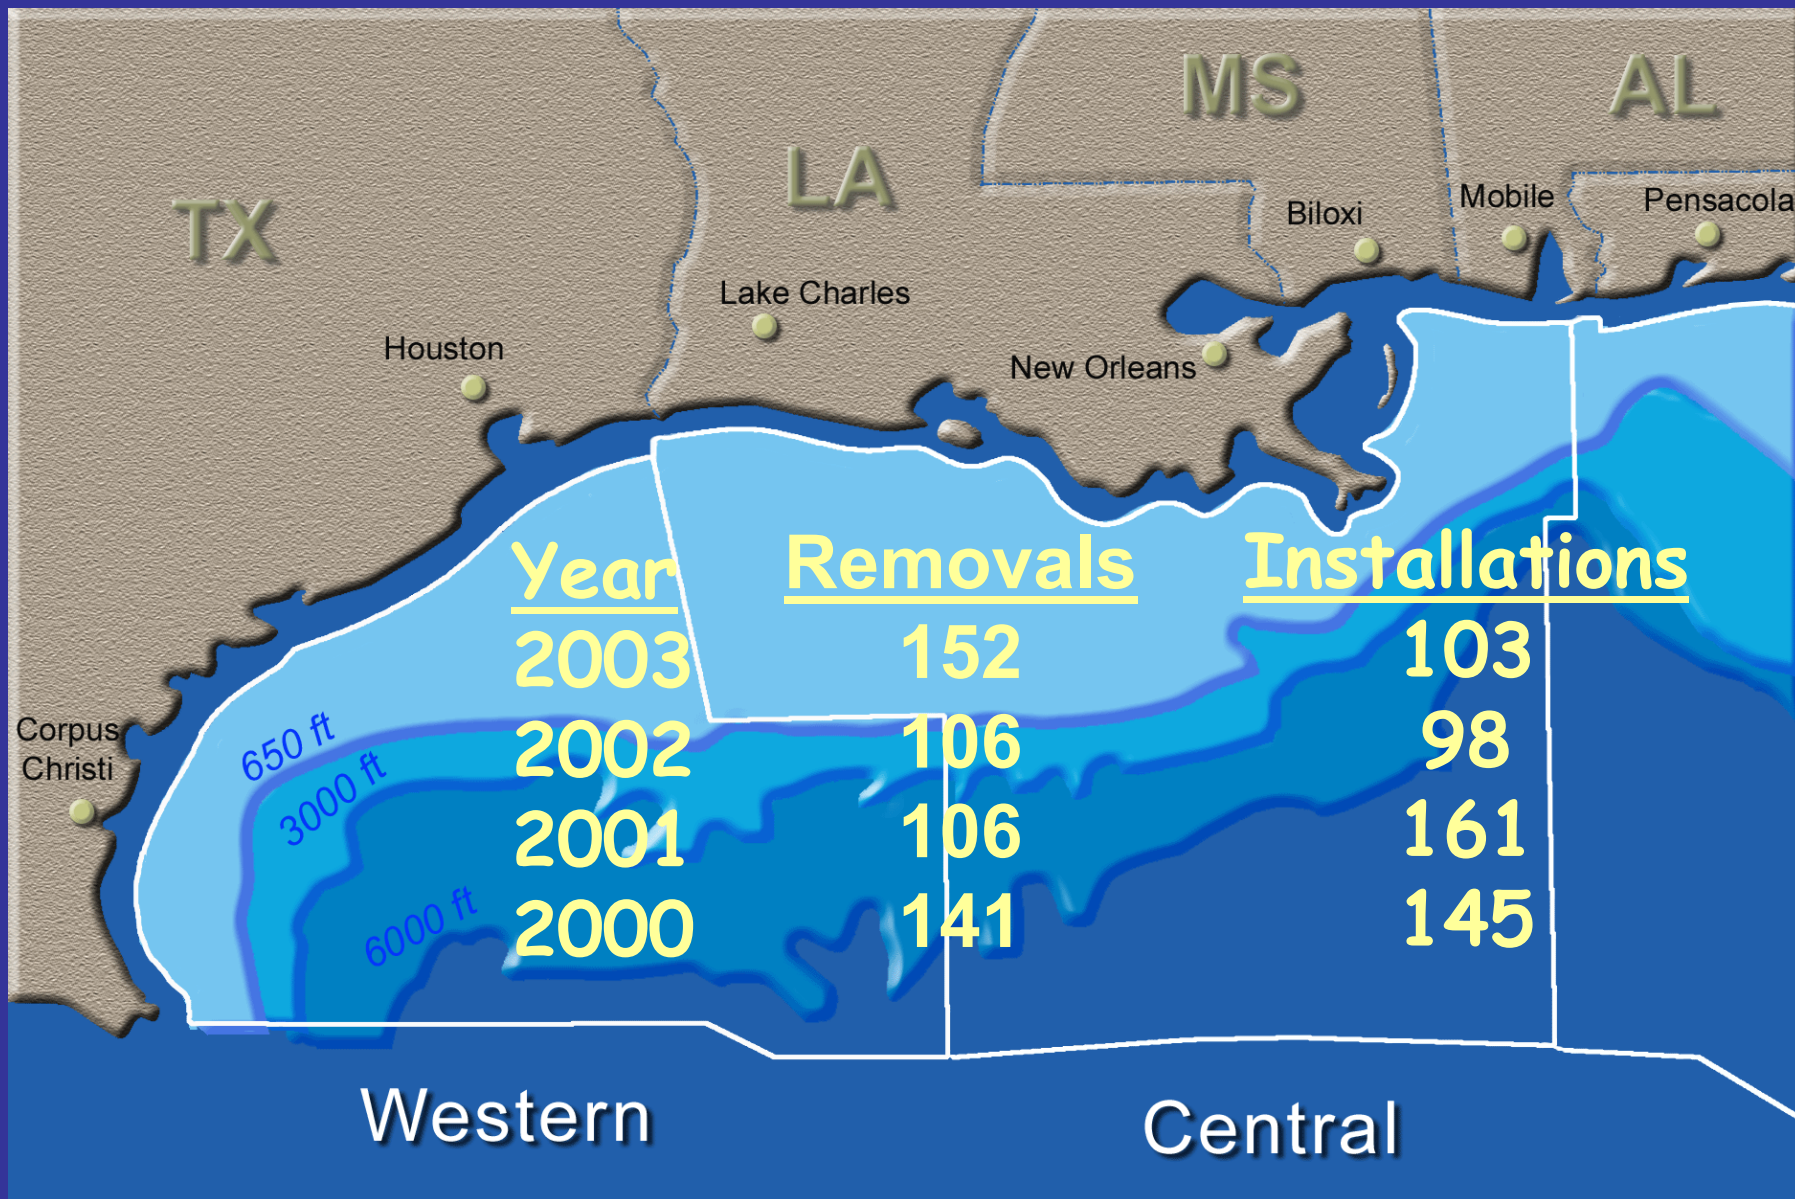 MS
AL
LA
TX
Mobile
Pensacola
Biloxi
Lake Charles
Houston
New Orleans
Year Removals Installations
2003 152 103
2002 106 98
2001 106 161
2000 141 145
Corpus
Christi
650 ft
3000 ft
6000 ft
Western
Central